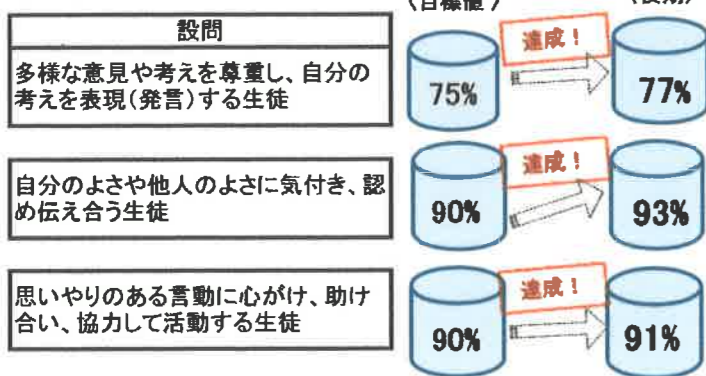 (目標値)
設問
達成!
多様な意見や考えを尊重し、自分の
考えを表現(発言)する生徒
75%
77%
達成!
自分のよさや他人のよさに気付き、認
め伝え合う生徒
90%
93%
達成!
思いやりのある言動に心がけ、助け
合い、協力して活動する生徒
90%
91%